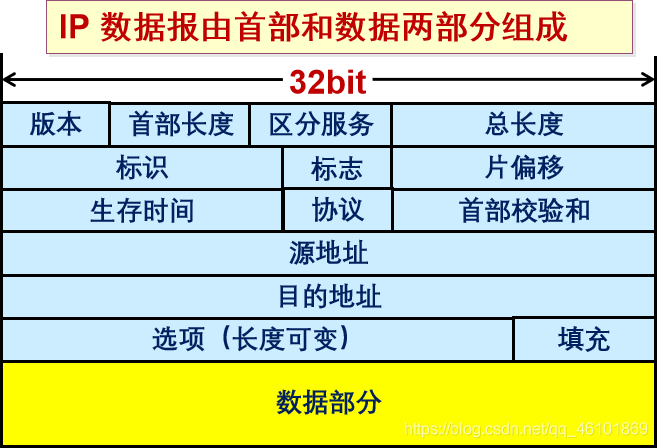 IP 数据报由首部和数据两部分组成
32bit
版本 首部长度 区分服务 总长度
标识 标志 片偏移
生存时间 协议 首部校验和
源地址
目的地址
选项（长度可变） 填充
数据部分
https://blog.csdn.net/qq_46101869